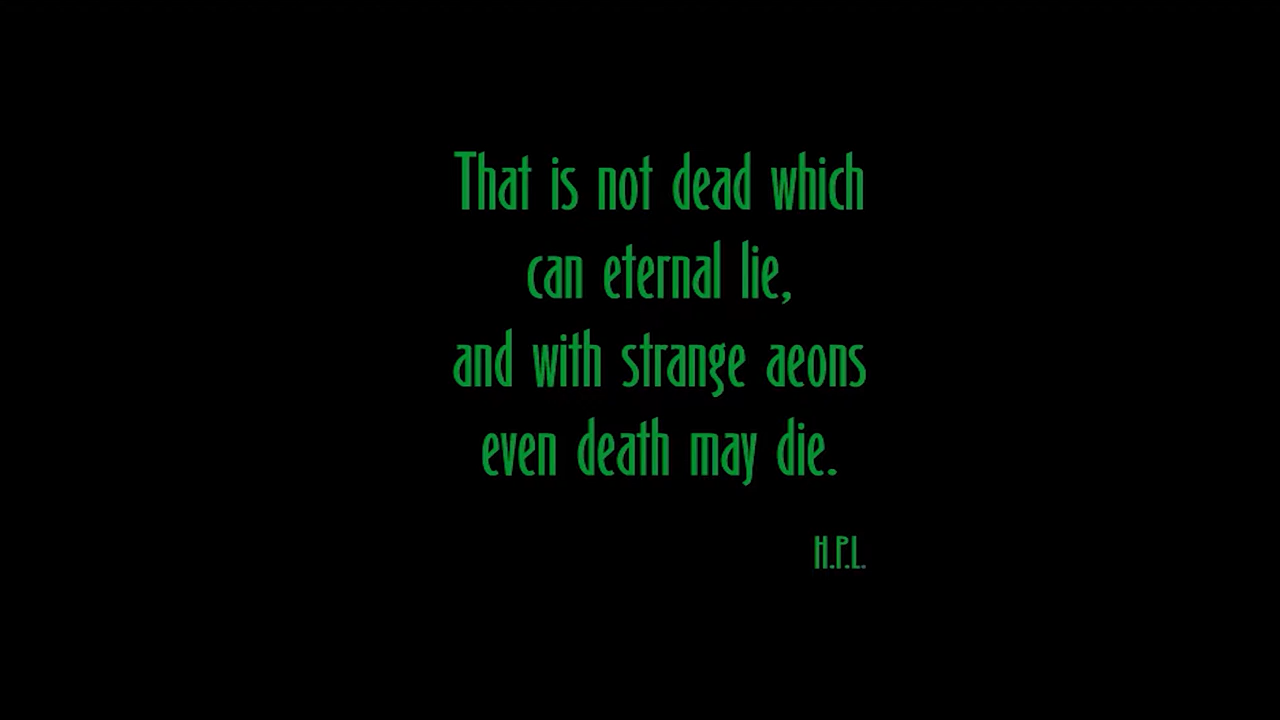 That is not dead which
can eternal lie,
and with strange aeons
even death may die.
H.P.L.